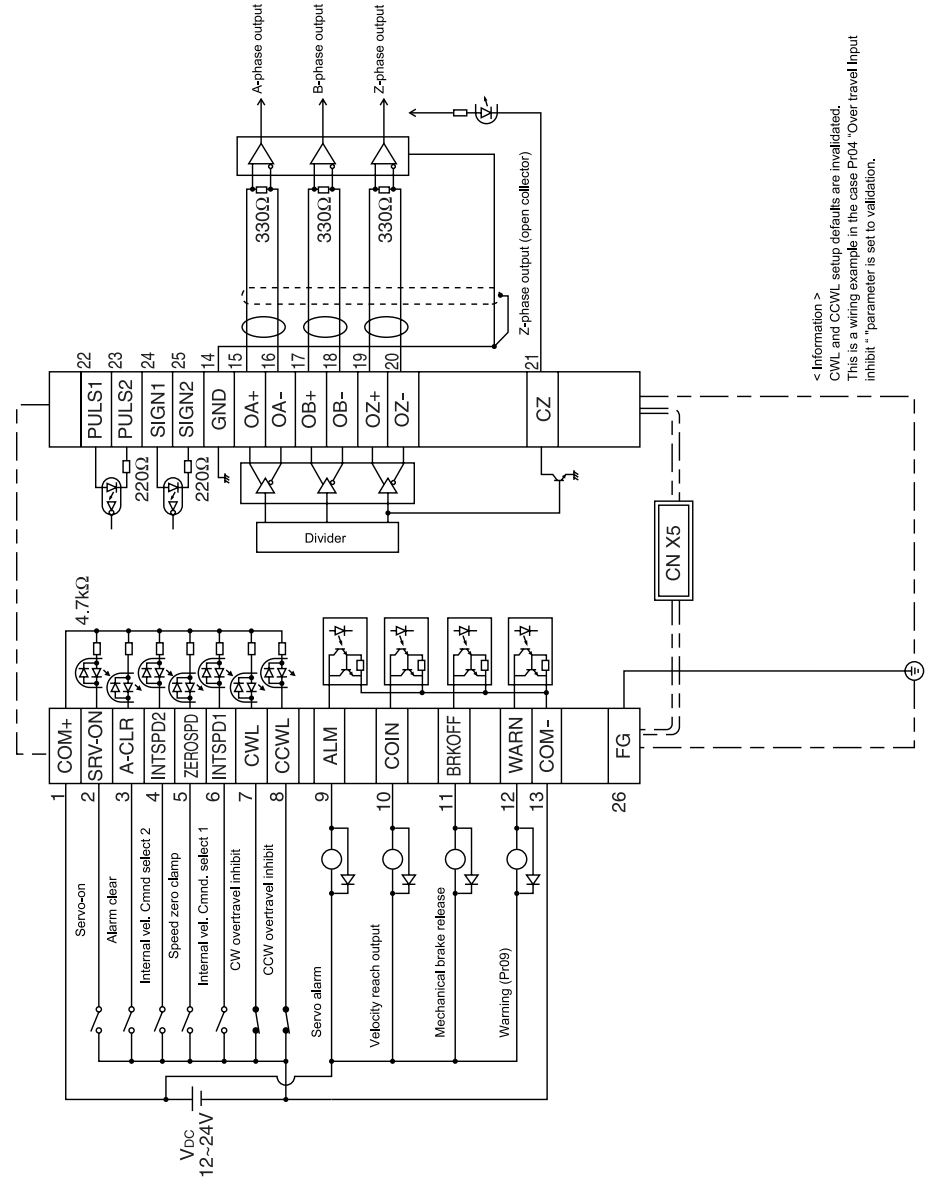 VDC
12~24V
Servo-on
Alarm clear
Internal vel. Cmnd select 2
Speed zero clamp
Internal vel. Cmnd. select 1
CW overtravel inhibit
CCW overtravel inhibit
Servo alarm
Velocity reach output
Mechanical brake release
Warning (Pr09)
1 COM+
2 SRV-ON
3 A-CLR
4 INTSPD2
5 ZEROSPD
6 INTSPD1
7 CWL
8 CCWL
9 ALM
10 COIN
11 BRKOFF
12 WARN
13 COM-
26 FG
4.7kΩ
CN X5
Divider
220Ω
220Ω
PULS1 22
PULS2 23
SIGN1 24
SIGN2 25
GND 14
OA+ 15
OA- 16
OB+ 17
OB- 18
OZ+ 19
OZ- 20
CZ 21
330Ω
330Ω
330Ω
A-phase output
B-phase output
Z-phase output
Z-phase output (open collector)
< Information >
CWL and CCWL setup defaults are invalidated.
This is a wiring example in the case Pr04 "Over travel Input
inhibit " "parameter is set to validation.